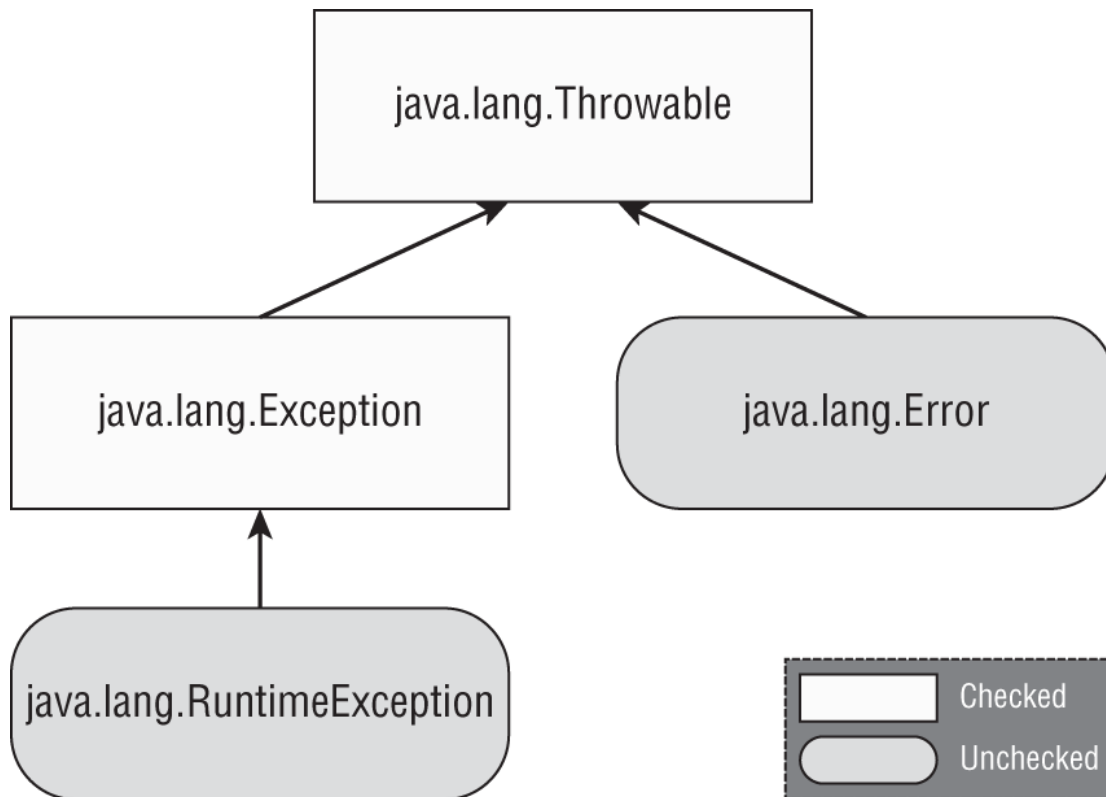 java.lang.Throwable
java.lang.Exception
java.lang.Error
java.lang.RuntimeException
Checked
Unchecked